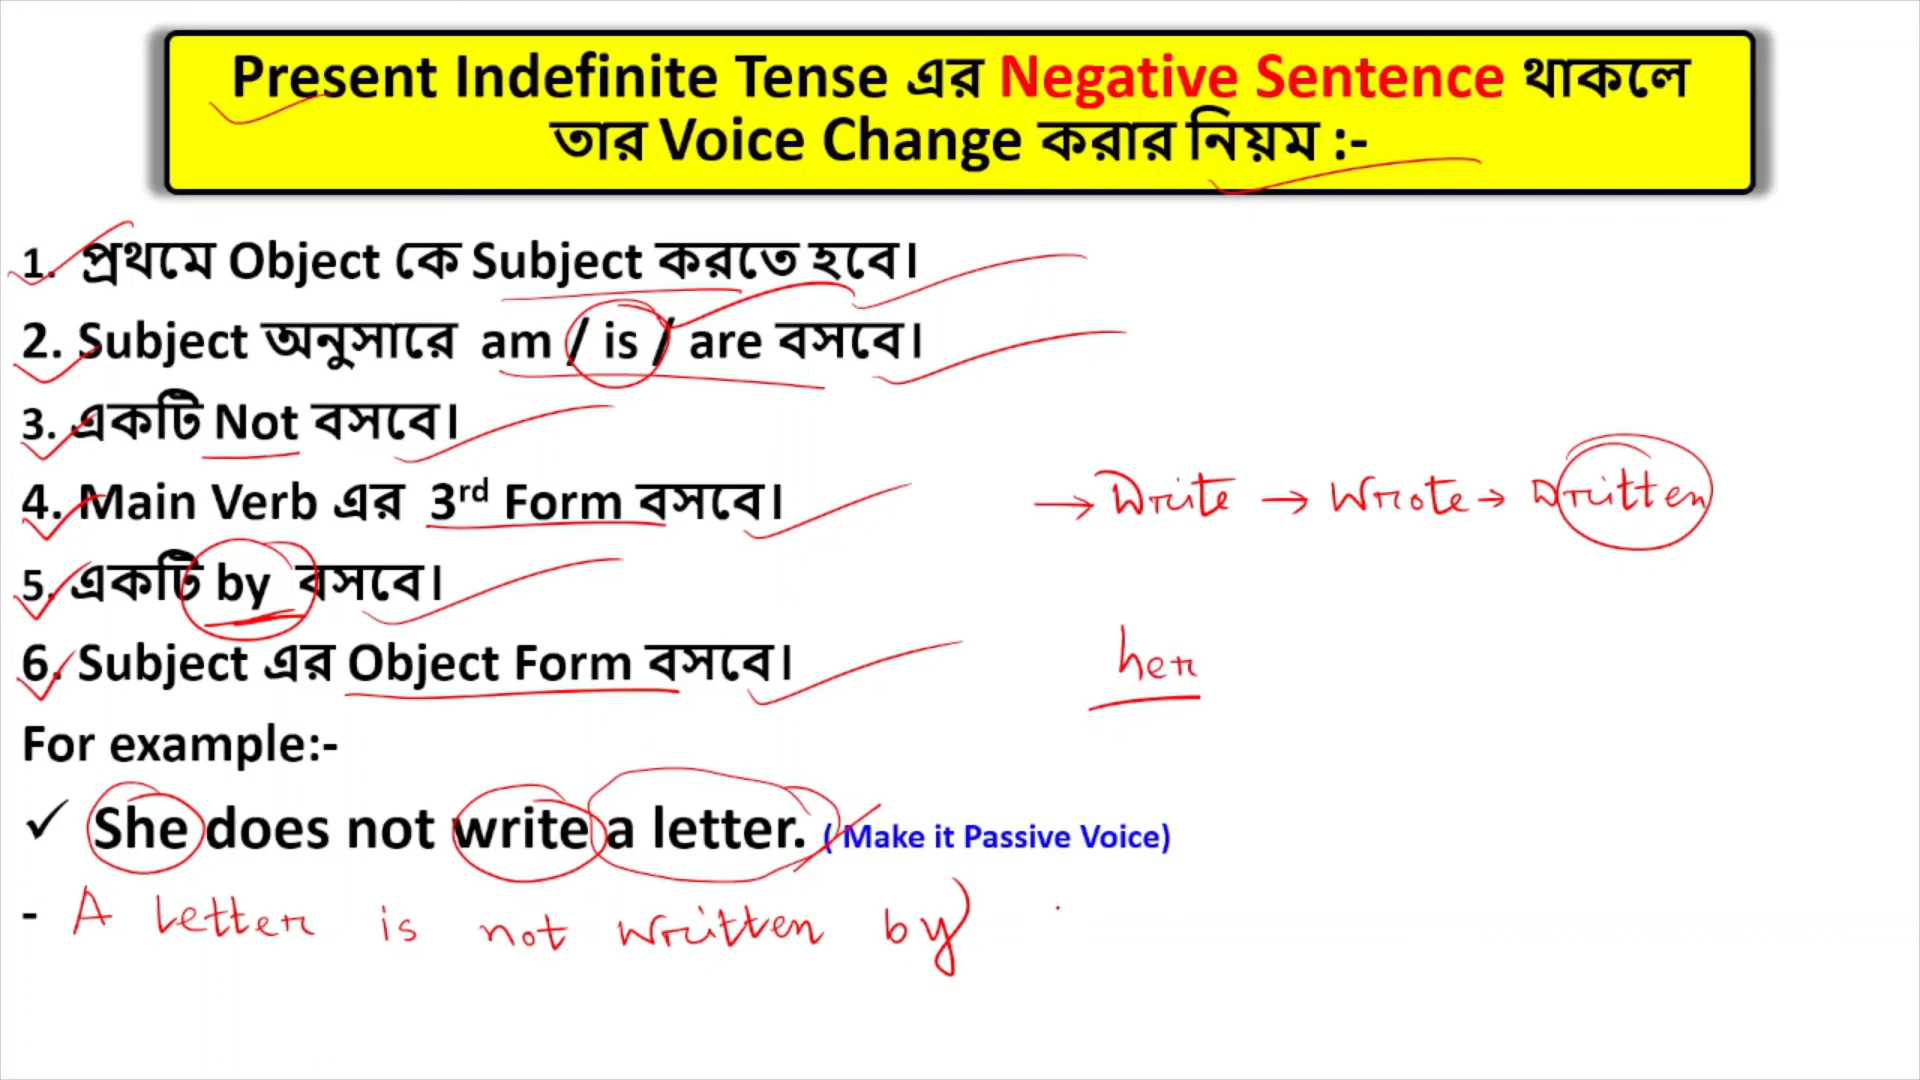 Present Indefinite Tense এর Negative Sentence থাকলে
তার Voice Change করার নিয়ম :-
1. প্রথমে Object কে Subject করতে হবে।
2. Subject অনুসারে am / is / are বসবে।
3. একটি Not বসবে।
4. Main Verb এর 3rd Form বসবে।
→ Write → Wrote → Written
5. একটি by বসবে।
6. Subject এর Object Form বসবে।
her
For example:-
✓ She does not write a letter. ( Make it Passive Voice)
- A letter is not written by